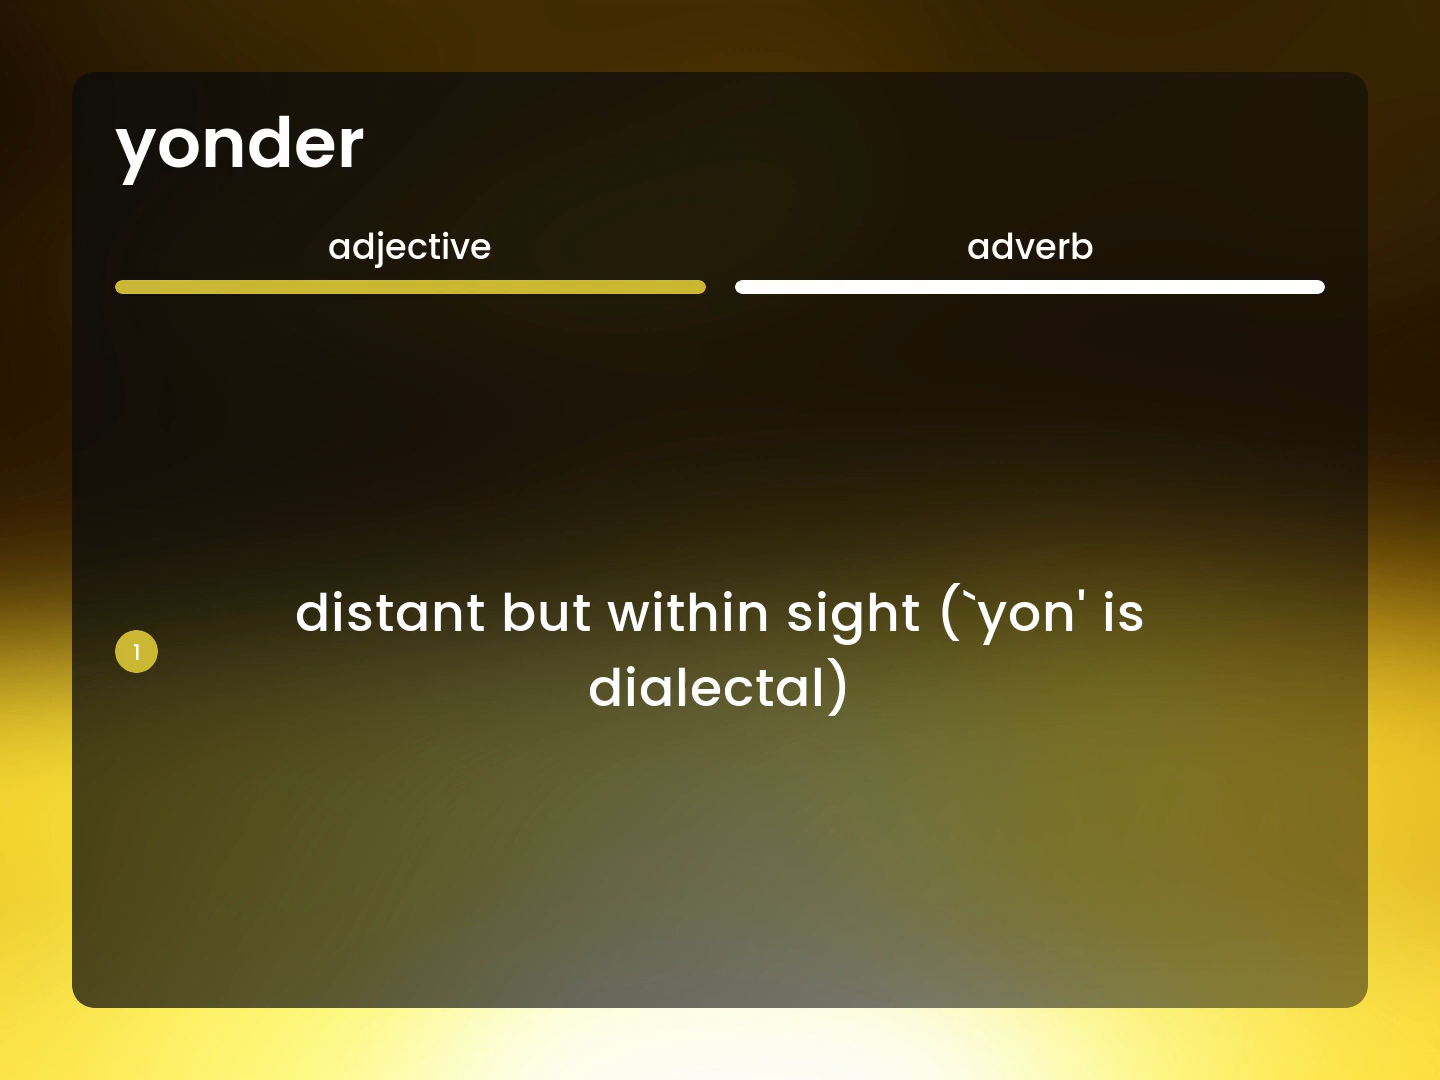 yonder
adjective
adverb
1
distant but within sight (`yon' is
dialectal)